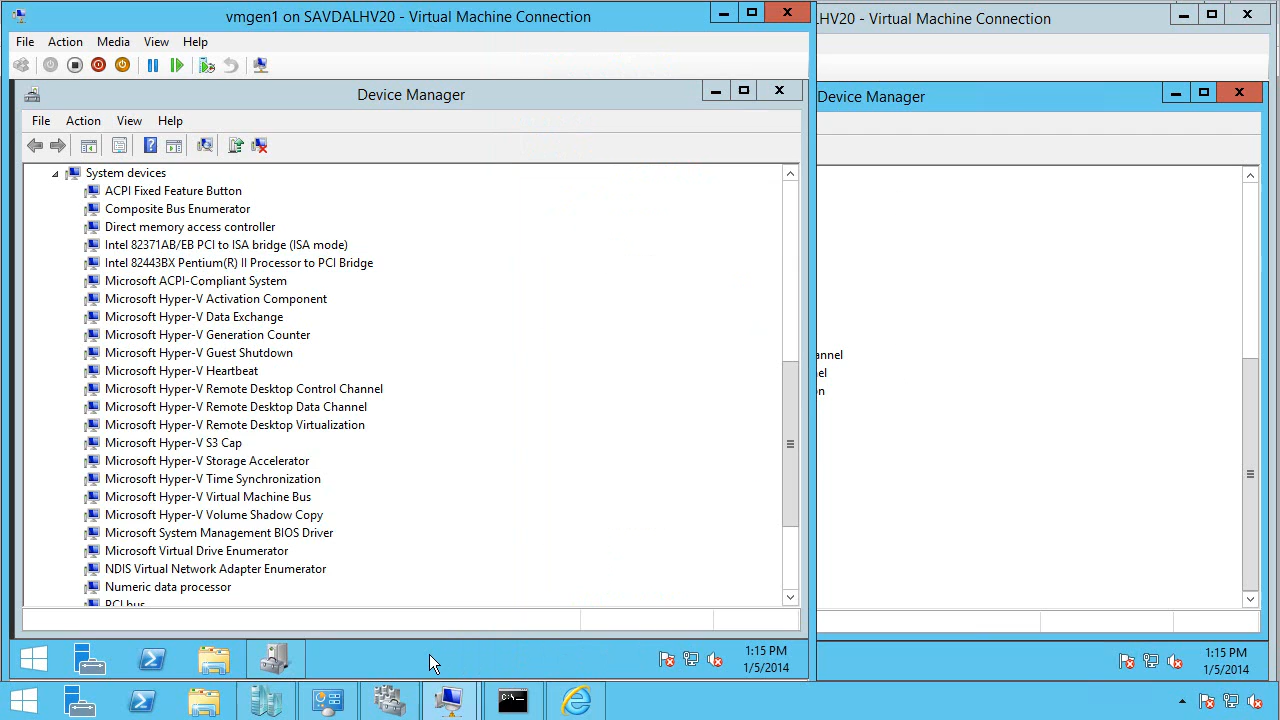 vmgen1 on SAVDALHV20 - Virtual Machine Connection
File Action Media View Help
Device Manager
File Action View Help
System devices
ACPI Fixed Feature Button
Composite Bus Enumerator
Direct memory access controller
Intel 82371AB/EB PCI to ISA bridge (ISA mode)
Intel 82443BX Pentium(R) II Processor to PCI Bridge
Microsoft ACPI-Compliant System
Microsoft Hyper-V Activation Component
Microsoft Hyper-V Data Exchange
Microsoft Hyper-V Generation Counter
Microsoft Hyper-V Guest Shutdown
Microsoft Hyper-V Heartbeat
Microsoft Hyper-V Remote Desktop Control Channel
Microsoft Hyper-V Remote Desktop Data Channel
Microsoft Hyper-V Remote Desktop Virtualization
Microsoft Hyper-V S3 Cap
Microsoft Hyper-V Storage Accelerator
Microsoft Hyper-V Time Synchronization
Microsoft Hyper-V Virtual Machine Bus
Microsoft Hyper-V Volume Shadow Copy
Microsoft System Management BIOS Driver
Microsoft Virtual Drive Enumerator
NDIS Virtual Network Adapter Enumerator
Numeric data processor
PCI bus
1:15 PM
1/5/2014
LHV20 - Virtual Machine Connection
Device Manager
annel
el
on
1:15 PM
1/5/2014